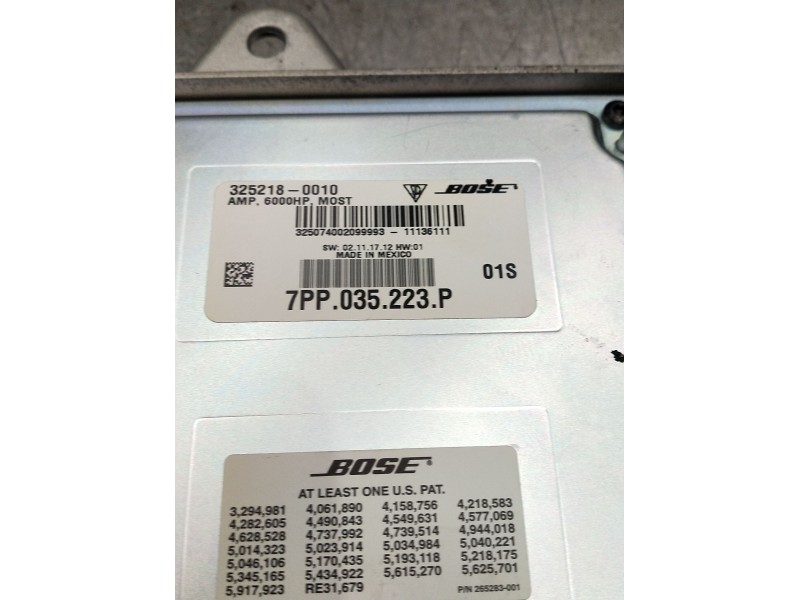 325218-0010 BOSE
AMP, 6000HP, MOST
325074002099993 - 11136111
SW: 02.11.17.12 HW:01
MADE IN MEXICO
01S
7PP.035.223.P
BOSE®
AT LEAST ONE U.S. PAT.
3,294,981 4,061,890 4,158,756 4,218,583
4,282,605 4,490,843 4,549,631 4,577,069
4,628,528 4,737,992 4,739,514 4,944,018
5,014,323 5,023,914 5,034,984 5,040,221
5,046,106 5,170,435 5,193,118 5,218,175
5,345,165 5,434,922 5,615,270 5,625,701
5,917,923 RE31,679 P/N 265283-001